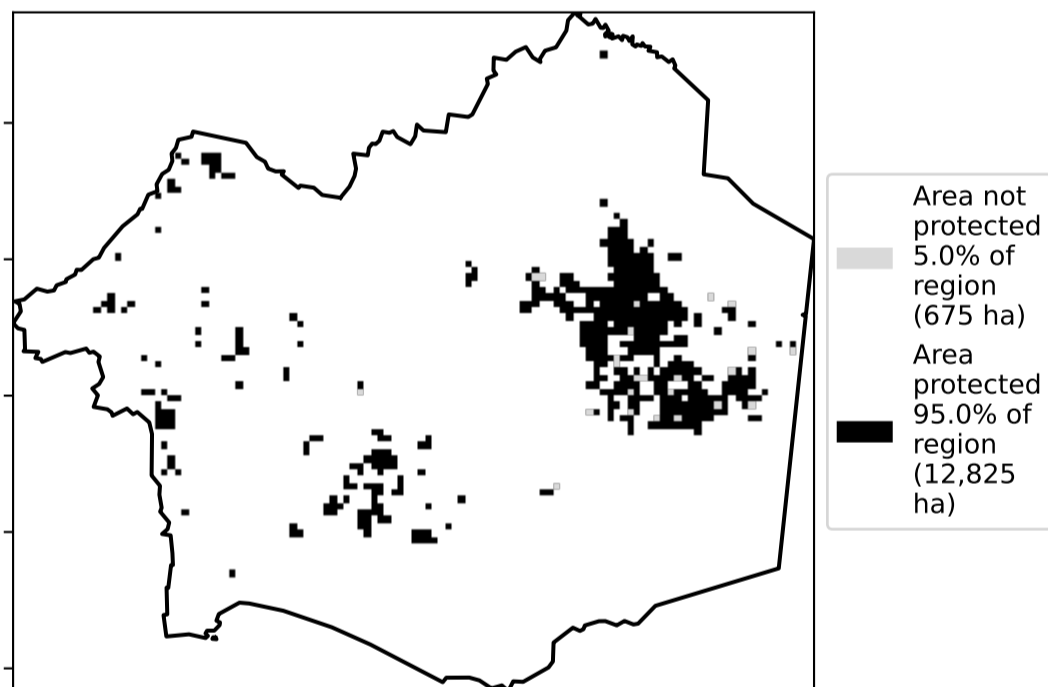 Area not
protected
5.0% of
region
(675 ha)
Area
protected
95.0% of
region
(12,825
ha)